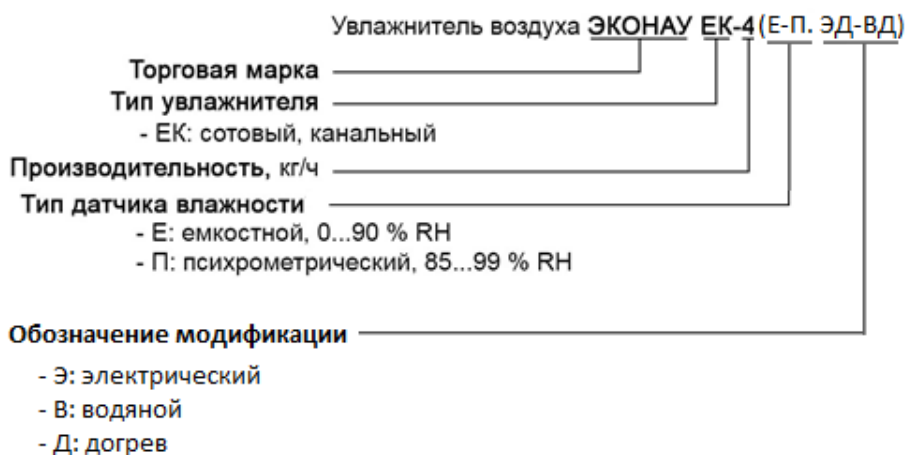 Увлажнитель воздуха ЭКОНАУ ЕК-4(Е-П. ЭД-ВД)
Торговая марка
Тип увлажнителя
- ЕК: сотовый, канальный
Производительность, кг/ч
Тип датчика влажности
- Е: емкостной, 0...90 % RH
- П: психрометрический, 85...99 % RH
Обозначение модификации
- Э: электрический
- В: водяной
- Д: догрев